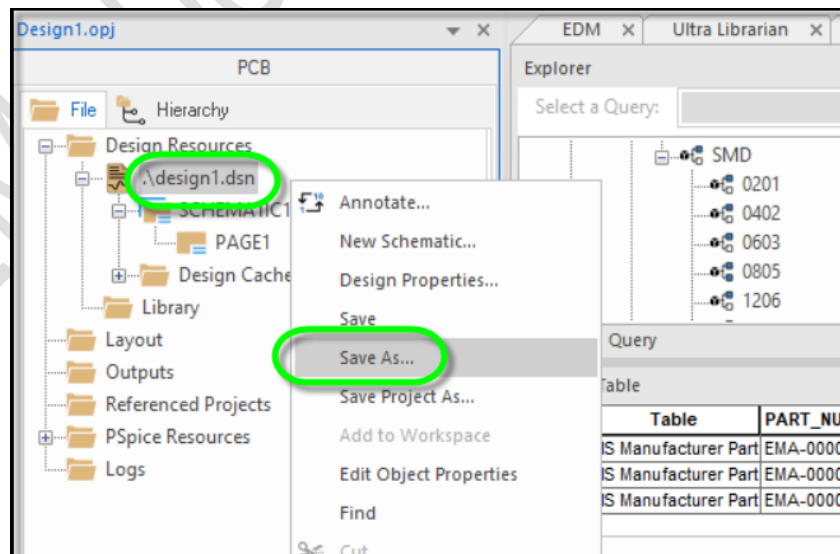 Design1.opj
PCB
File Hierarchy
Design Resources
.\design1.dsn
SCHEMATIC1
PAGE1
Design Cache
Library
Layout
Outputs
Referenced Projects
PSpice Resources
Logs
Annotate...
New Schematic...
Design Properties...
Save
Save As...
Save Project As...
Add to Workspace
Edit Object Properties
Find
Cut
EDM Ultra Librarian
Explorer
Select a Query:
SMD
0201
0402
0603
0805
1206
Query
Table
Table PART_NU
IS Manufacturer Part EMA-0000
IS Manufacturer Part EMA-0000
IS Manufacturer Part EMA-0000